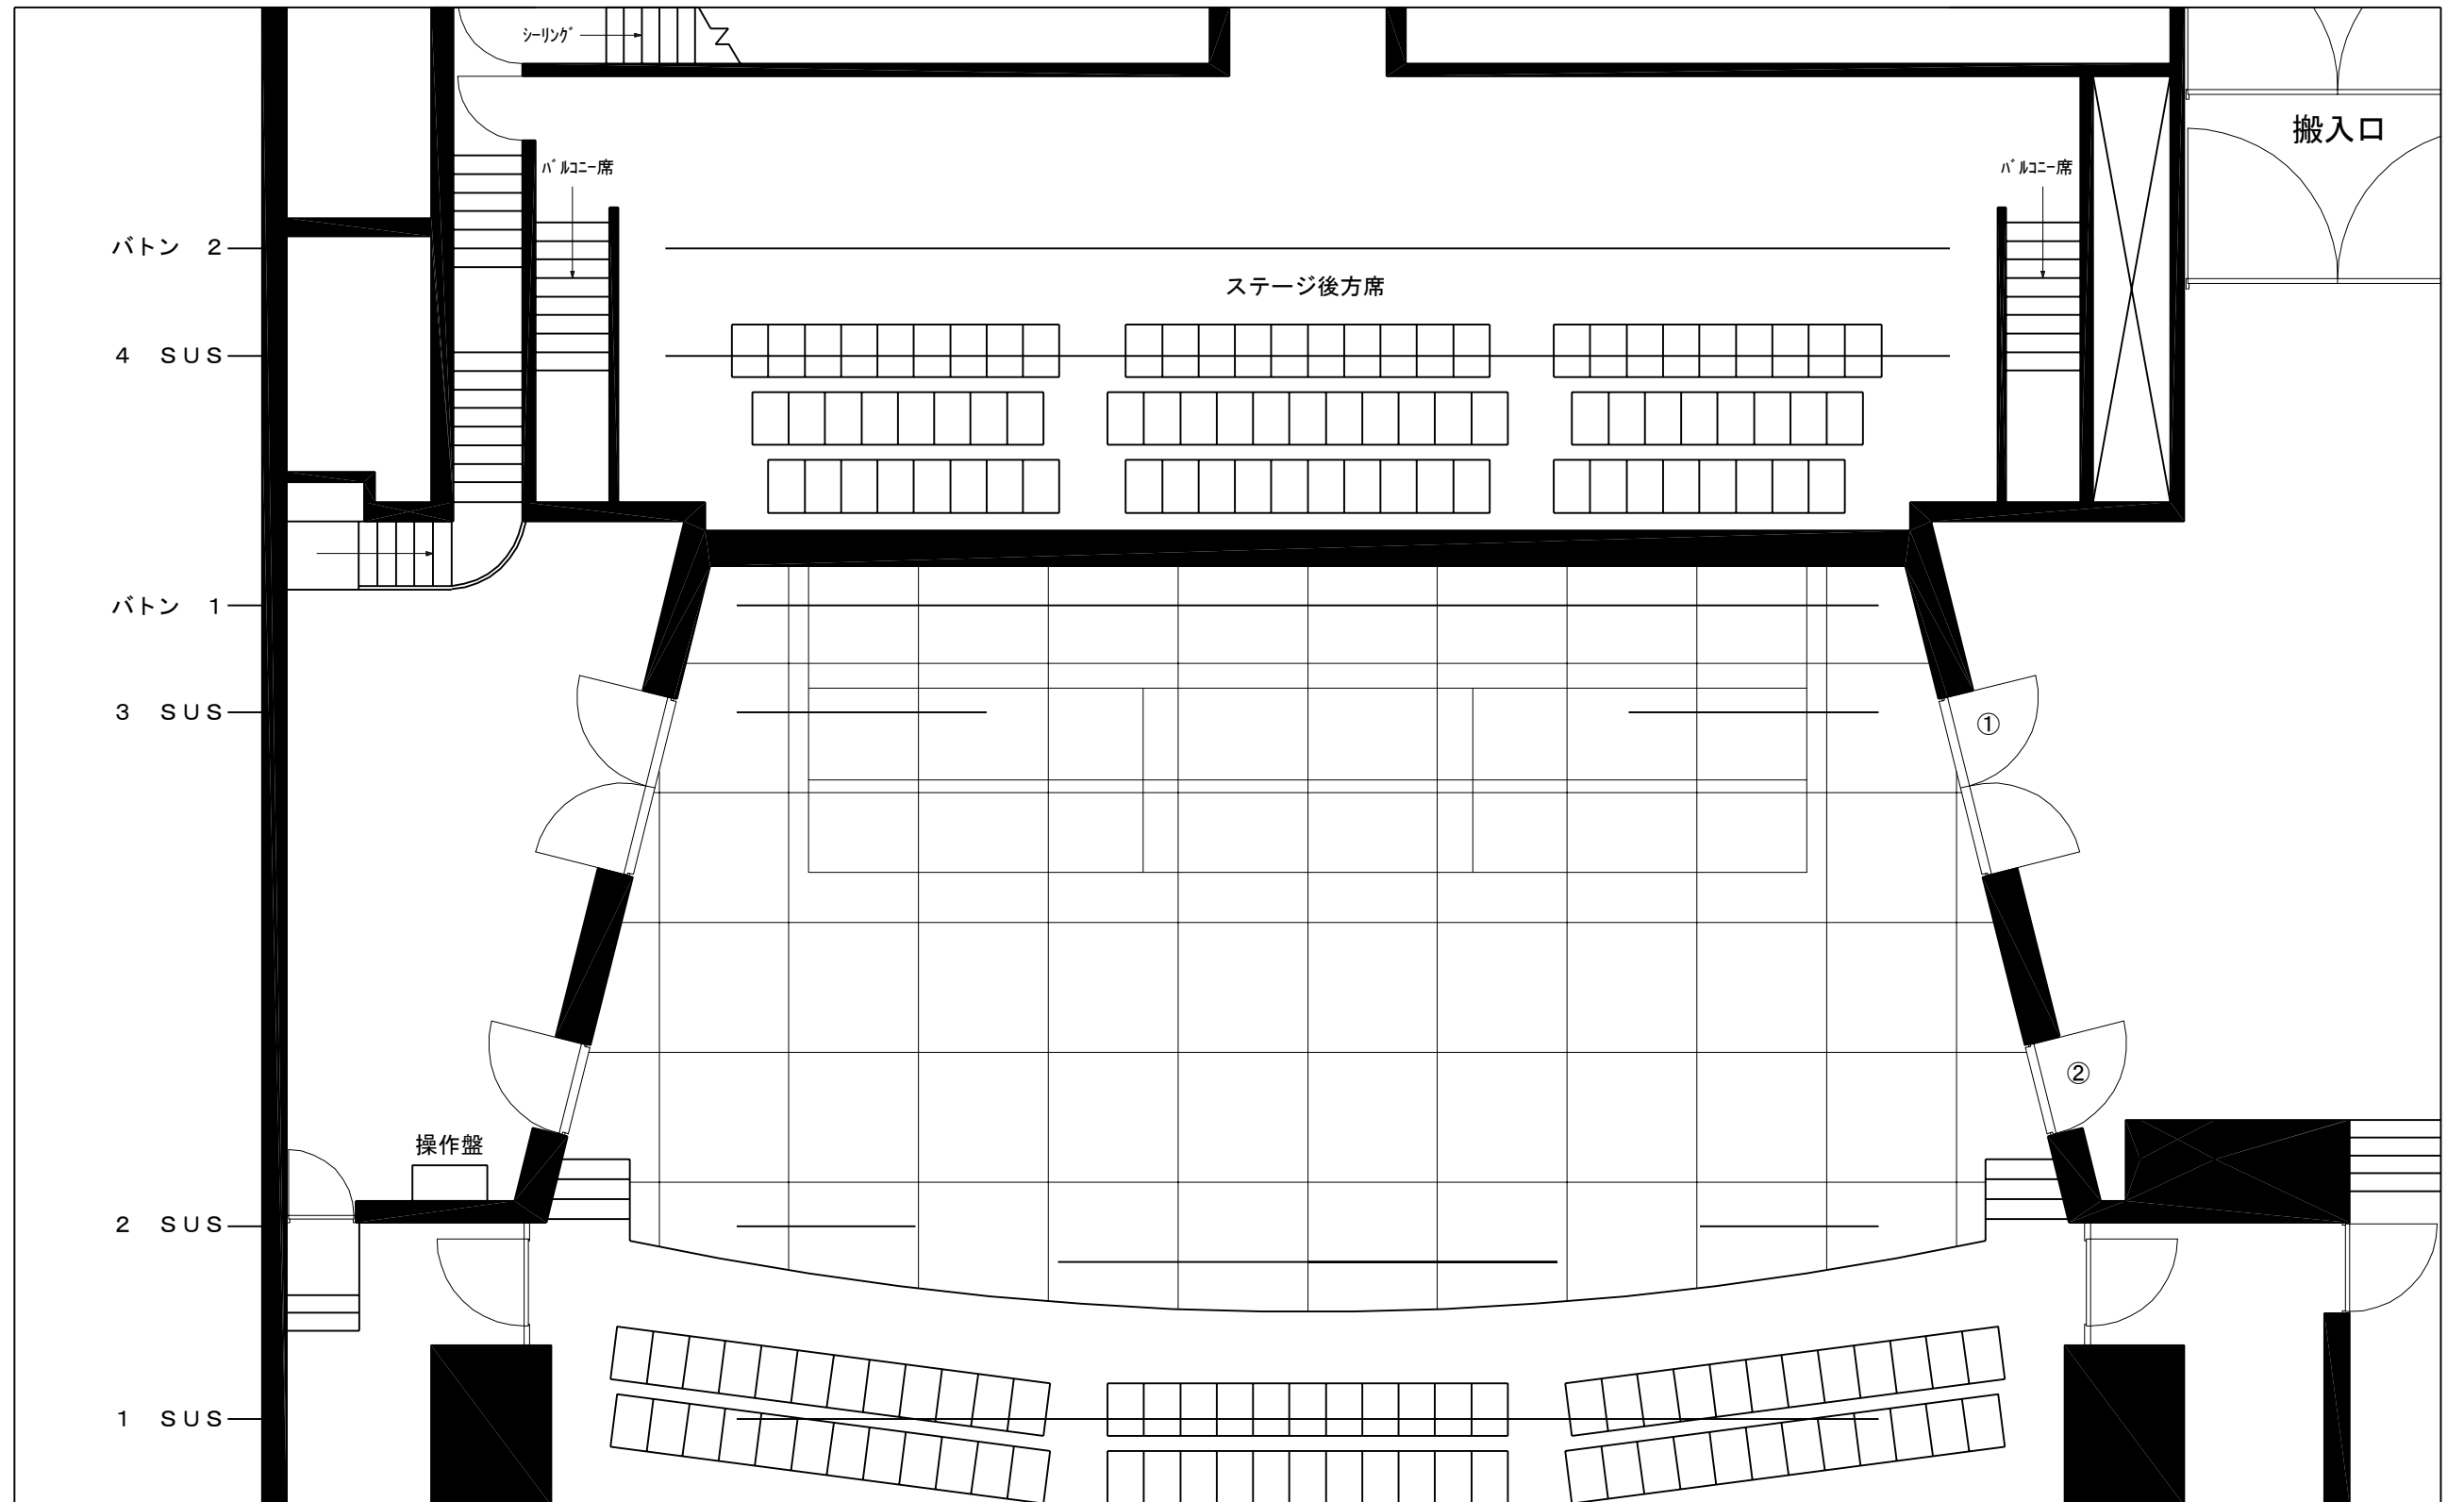 ｼｰﾘﾝｸﾞ
搬入口
ﾊﾞﾙｺﾆｰ席
ﾊﾞﾙｺﾆｰ席
バトン　２
ステージ後方席
４　ＳＵＳ
バトン　１
３　ＳＵＳ
①
②
操作盤
２　ＳＵＳ
１　ＳＵＳ